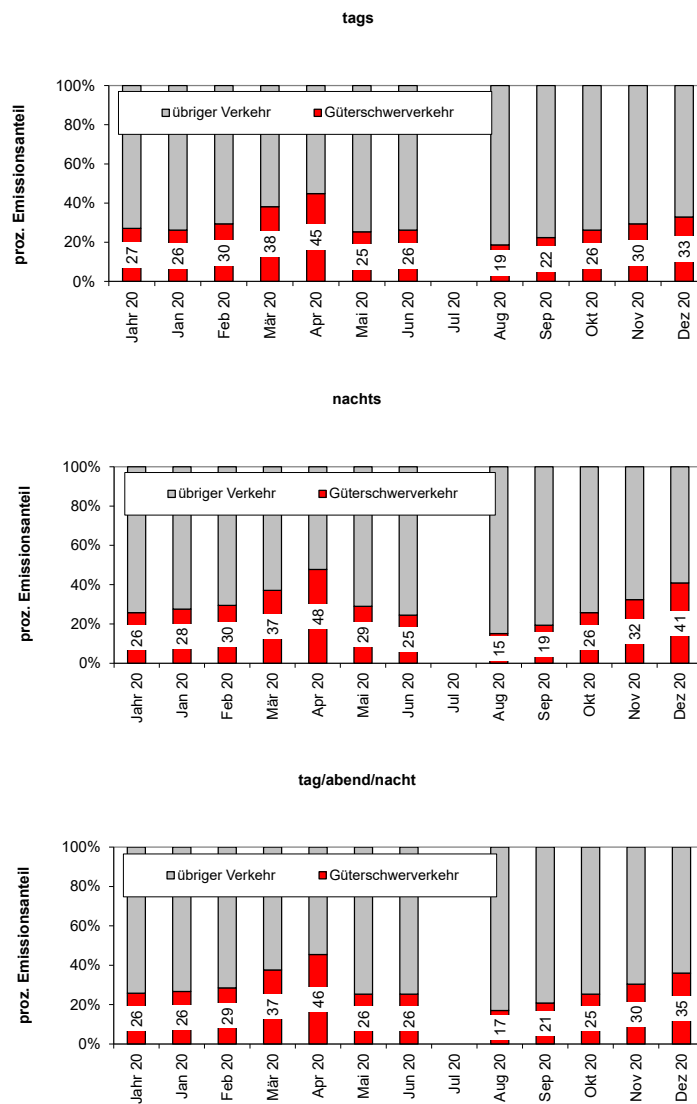 tags
proz. Emissionsanteil
100%
80%
60%
40%
20%
0%
übriger Verkehr Güterschwerverkehr
27 26 30 38 45 25 26 19 22 26 30 33
Jahr 20 Jan 20 Feb 20 Mär 20 Apr 20 Mai 20 Jun 20 Jul 20 Aug 20 Sep 20 Okt 20 Nov 20 Dez 20
nachts
proz. Emissionsanteil
100%
80%
60%
40%
20%
0%
übriger Verkehr Güterschwerverkehr
26 28 30 37 48 29 25 15 19 26 32 41
Jahr 20 Jan 20 Feb 20 Mär 20 Apr 20 Mai 20 Jun 20 Jul 20 Aug 20 Sep 20 Okt 20 Nov 20 Dez 20
tag/abend/nacht
proz. Emissionsanteil
100%
80%
60%
40%
20%
0%
übriger Verkehr Güterschwerverkehr
26 26 29 37 46 26 26 17 21 25 30 35
Jahr 20 Jan 20 Feb 20 Mär 20 Apr 20 Mai 20 Jun 20 Jul 20 Aug 20 Sep 20 Okt 20 Nov 20 Dez 20